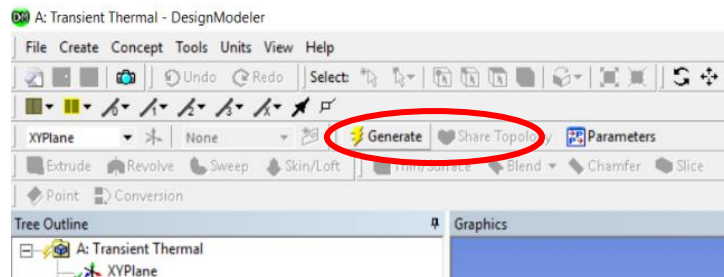 DM A: Transient Thermal - DesignModeler
File Create Concept Tools Units View Help
Undo Redo Select:
XYPlane None Generate Share Topology Parameters
Extrude Revolve Sweep Skin/Loft Thin/Surface Blend Chamfer Slice
Point Conversion
Tree Outline Graphics
A: Transient Thermal
XYPlane